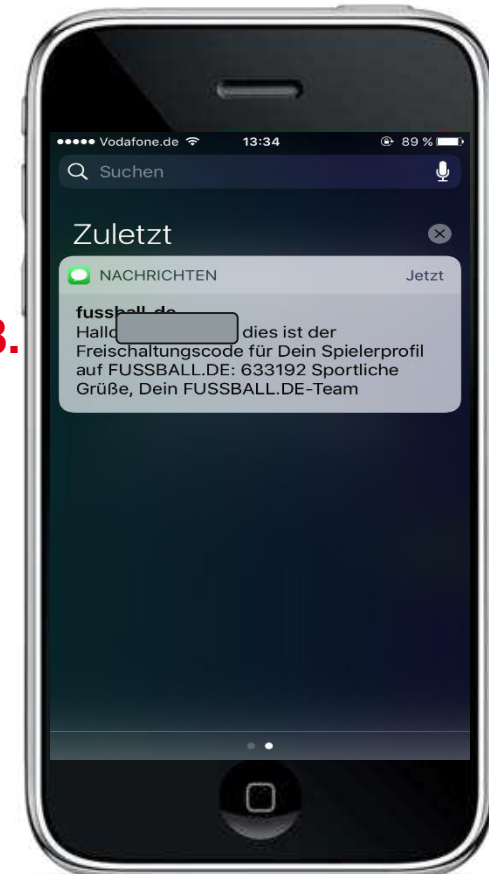 Vodafone.de 13:34 89 %
Suchen
Zuletzt
NACHRICHTEN Jetzt
fussball.de
Hallo dies ist der
Freischaltungscode für Dein Spielerprofil
auf FUSSBALL.DE: 633192 Sportliche
Grüße, Dein FUSSBALL.DE-Team
3.